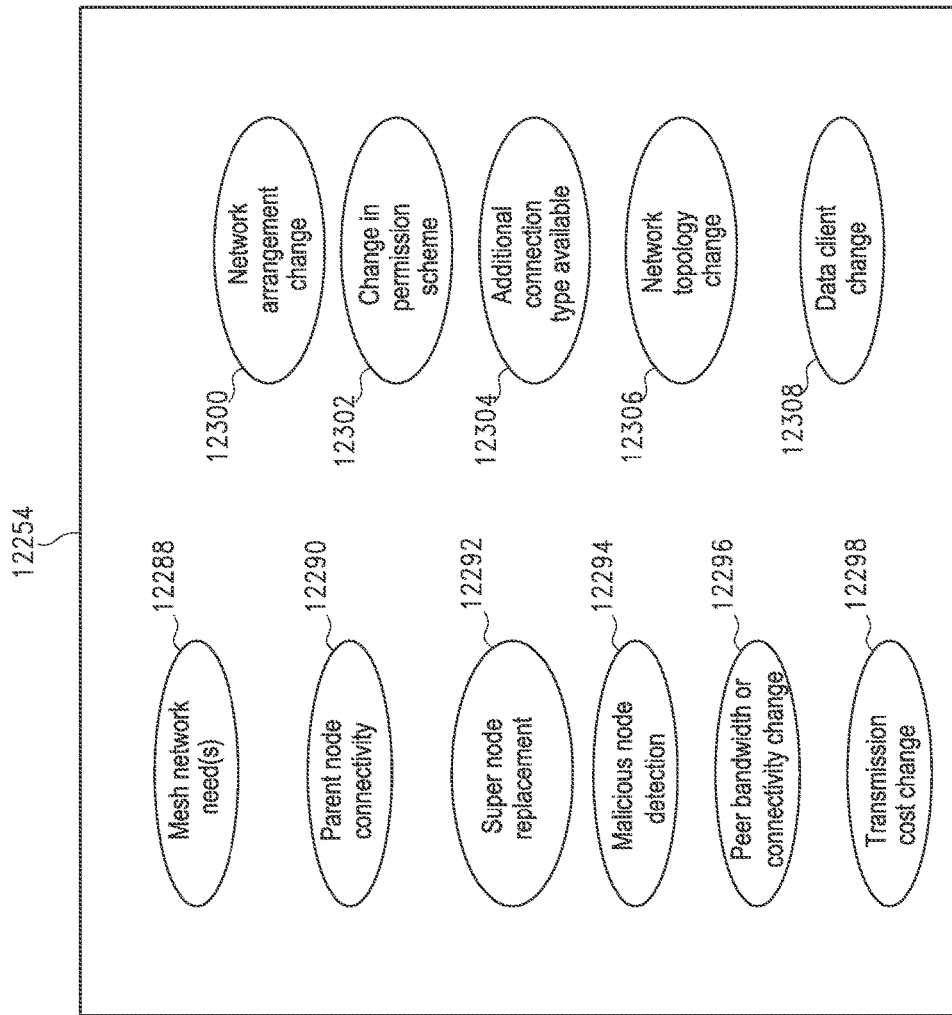 12254
12288
Mesh network
need(s)
12290
Parent node
connectivity
12292
Super node
replacement
12294
Malicious node
detection
12296
Peer bandwidth or
connectivity change
12298
Transmission
cost change
12300
Network
arrangement
change
12302
Change in
permission
scheme
12304
Additional
connection
type available
12306
Network
topology
change
12308
Data client
change